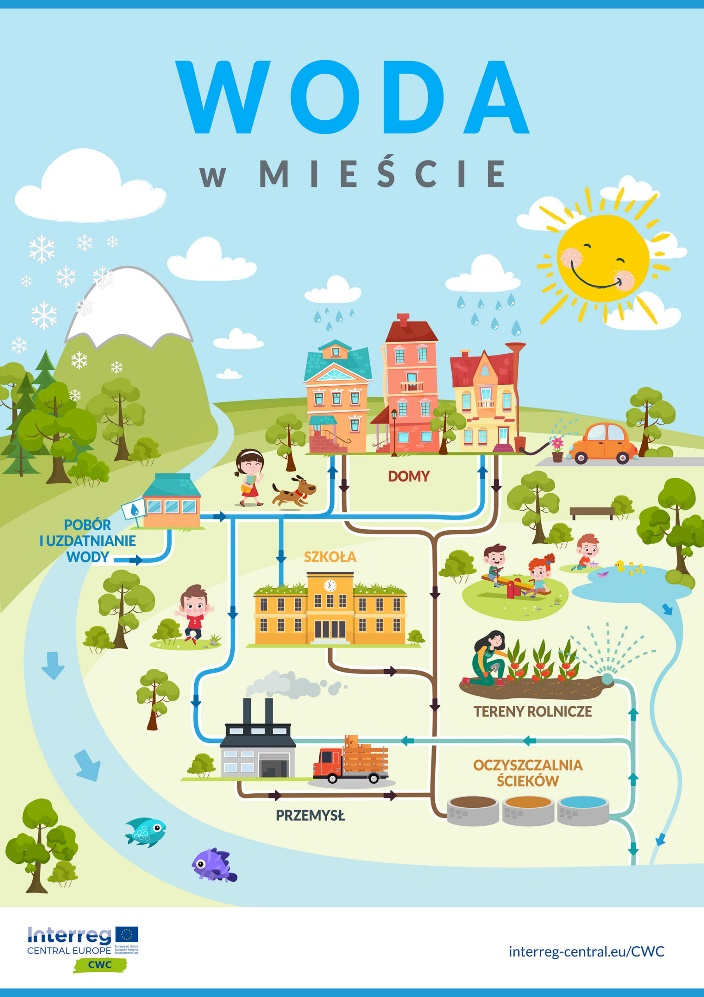 WODA
w MIEŚCIE
DOMY
POBÓR
I UZDATNIANIE
WODY
SZKOŁA
TERENY ROLNICZE
OCZYSZCZALNIA
ŚCIEKÓW
PRZEMYSŁ
Interreg
CENTRAL EUROPE
CWC
interreg-central.eu/CWC